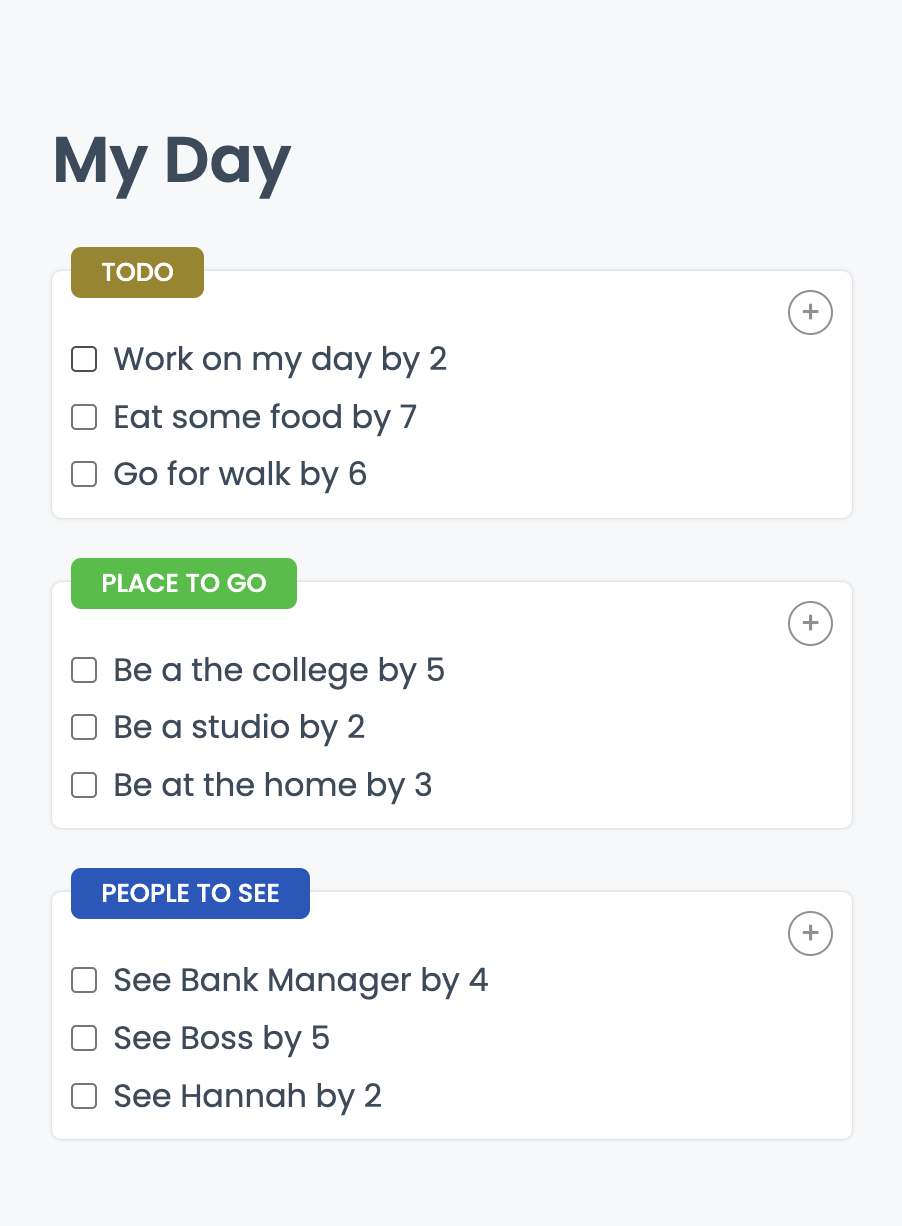 My Day
TODO
+
Work on my day by 2
Eat some food by 7
Go for walk by 6
PLACE TO GO
+
Be a the college by 5
Be a studio by 2
Be at the home by 3
PEOPLE TO SEE
+
See Bank Manager by 4
See Boss by 5
See Hannah by 2